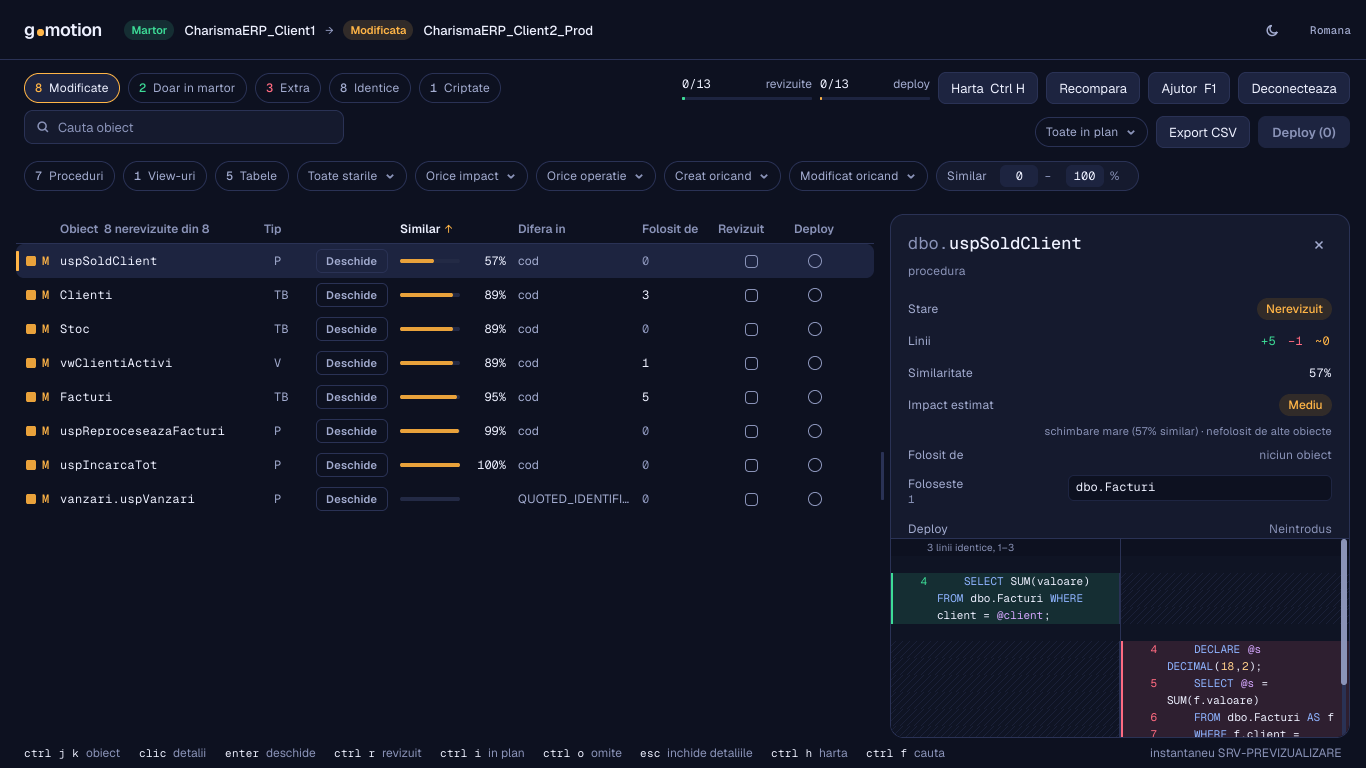 gomotion Martor CharismaERP_Client1 → Modificata CharismaERP_Client2_Prod Romana
8 Modificate 2 Doar in martor 3 Extra 8 Identice 1 Criptate 0/13 revizuite 0/13 deploy Harta Ctrl H Recompara Ajutor F1 Deconecteaza
Cauta obiect Toate in plan Export CSV Deploy (0)
7 Proceduri 1 View-uri 5 Tabele Toate starile Orice impact Orice operatie Creat oricand Modificat oricand Similar 0 – 100 %
Obiect 8 nerevizuite din 8 Tip Similar ↑ Difera in Folosit de Revizuit Deploy
M uspSoldClient P Deschide 57% cod 0
M Clienti TB Deschide 89% cod 3
M Stoc TB Deschide 89% cod 0
M vwClientiActivi V Deschide 89% cod 1
M Facturi TB Deschide 95% cod 5
M uspReproceseazaFacturi P Deschide 99% cod 0
M uspIncarcaTot P Deschide 100% cod 0
M vanzari.uspVanzari P Deschide QUOTED_IDENTIFI… 0
dbo.uspSoldClient ×
procedura
Stare Nerevizuit
Linii +5 −1 ~0
Similaritate 57%
Impact estimat Mediu
schimbare mare (57% similar) · nefolosit de alte obiecte
Folosit de niciun obiect
Foloseste dbo.Facturi
1
Deploy Neintrodus
3 linii identice, 1–3
4 SELECT SUM(valoare)
FROM dbo.Facturi WHERE
client = @client;
4 DECLARE @s
DECIMAL(18,2);
5 SELECT @s =
SUM(f.valoare)
6 FROM dbo.Facturi AS f
7 WHERE f.client =
ctrl j k obiect clic detalii enter deschide ctrl r revizuit ctrl i in plan ctrl o omite esc inchide detaliile ctrl h harta ctrl f cauta instantaneu SRV-PREVIZUALIZARE